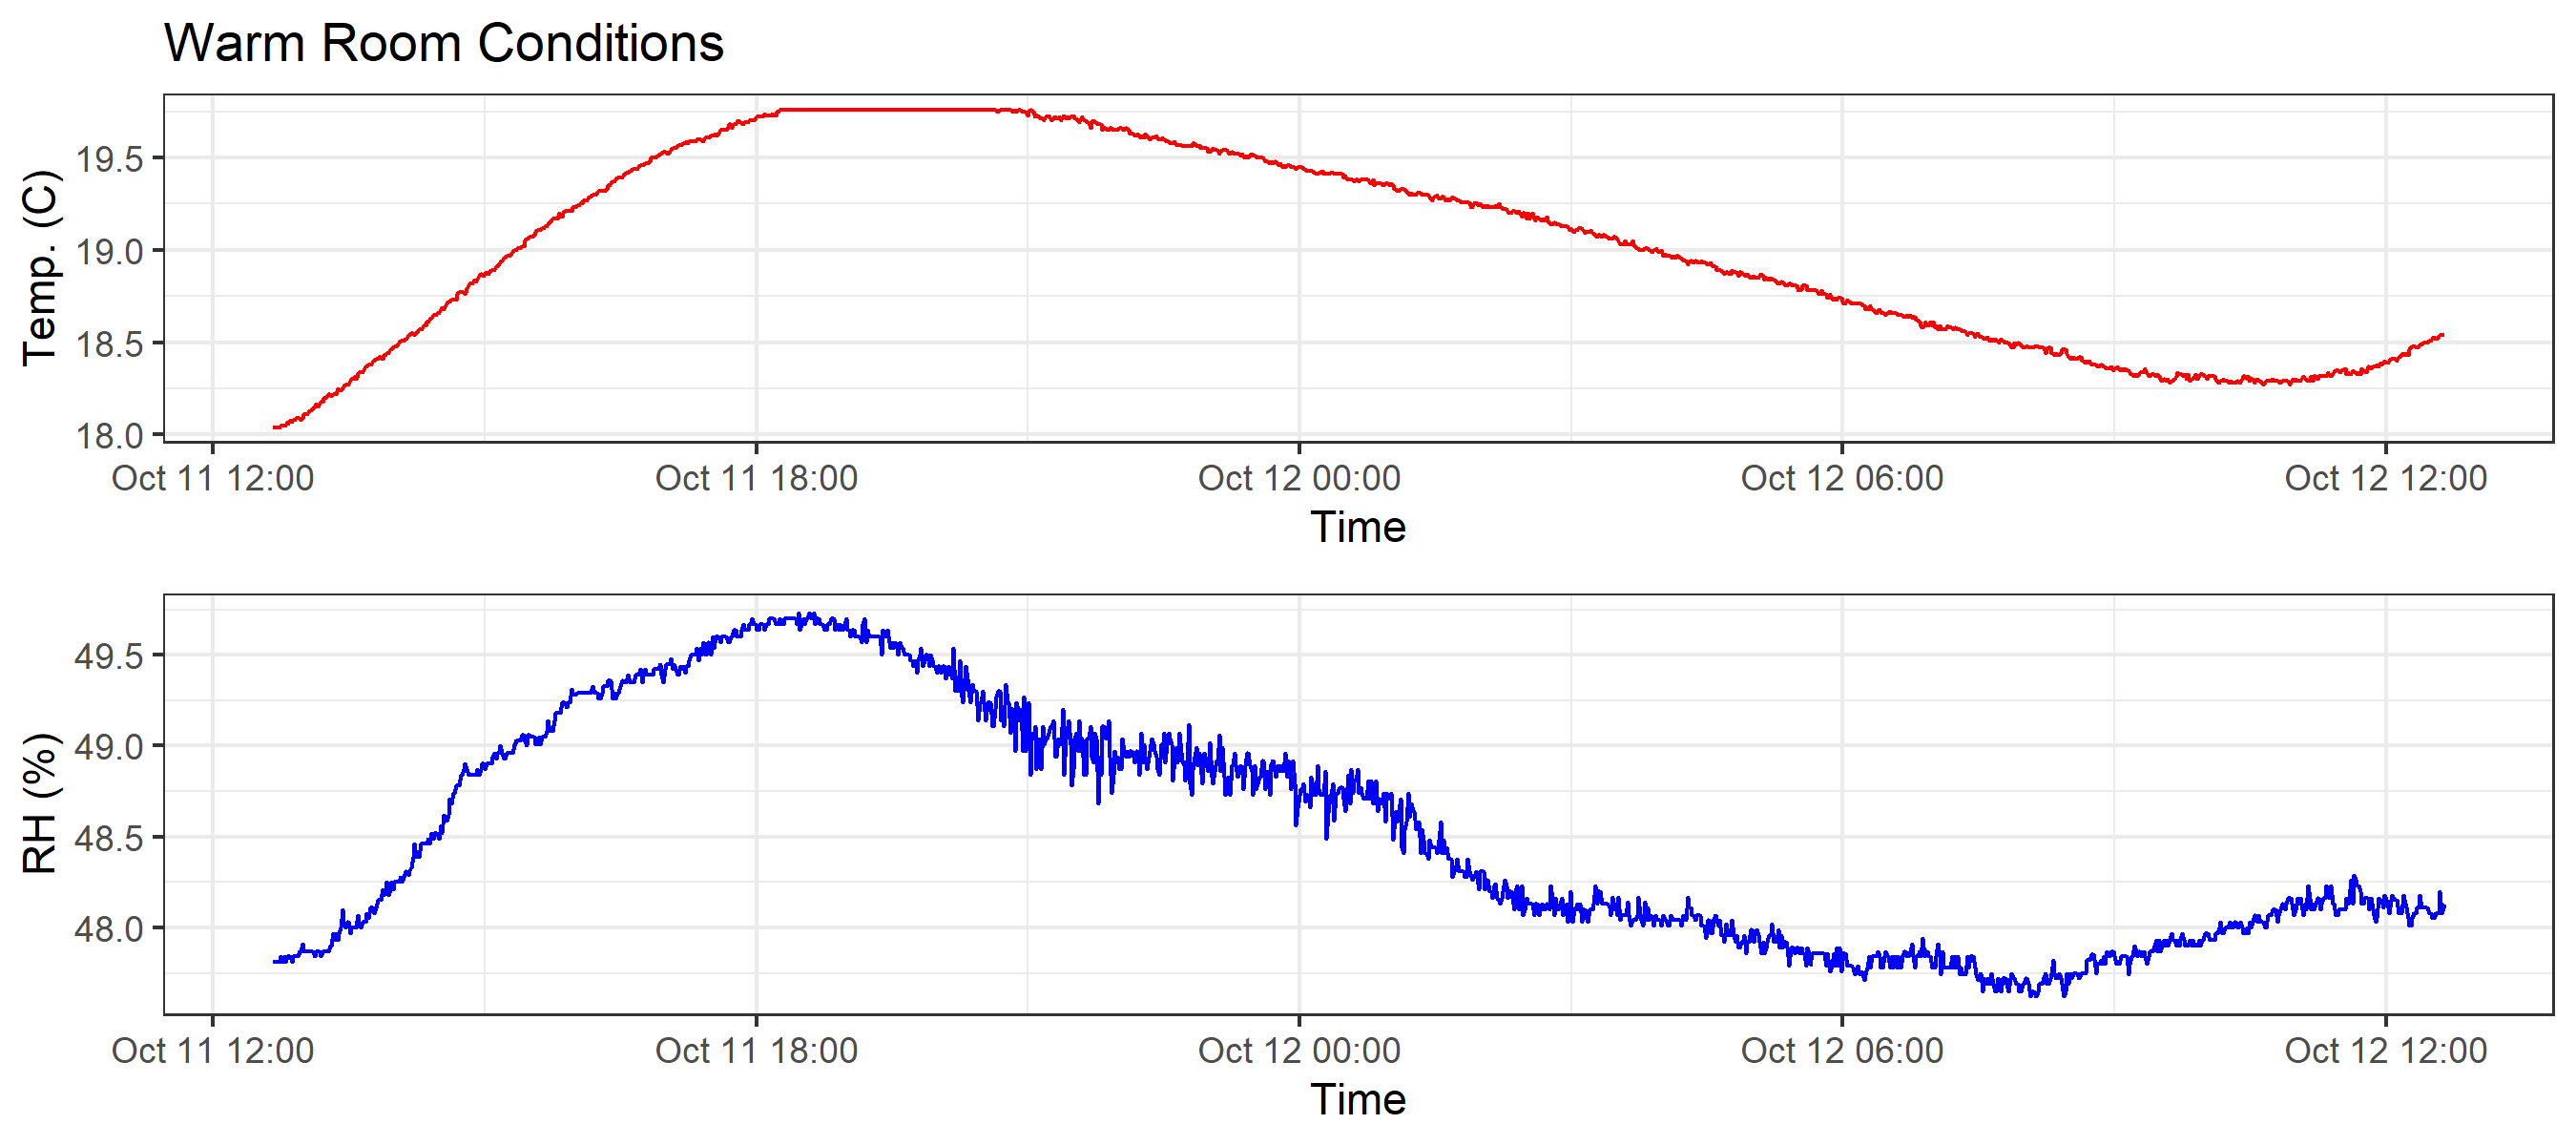 Warm Room Conditions
Temp. (C)
19.5
19.0
18.5
18.0
Oct 11 12:00 Oct 11 18:00 Oct 12 00:00 Oct 12 06:00 Oct 12 12:00
Time
RH (%)
49.5
49.0
48.5
48.0
Oct 11 12:00 Oct 11 18:00 Oct 12 00:00 Oct 12 06:00 Oct 12 12:00
Time